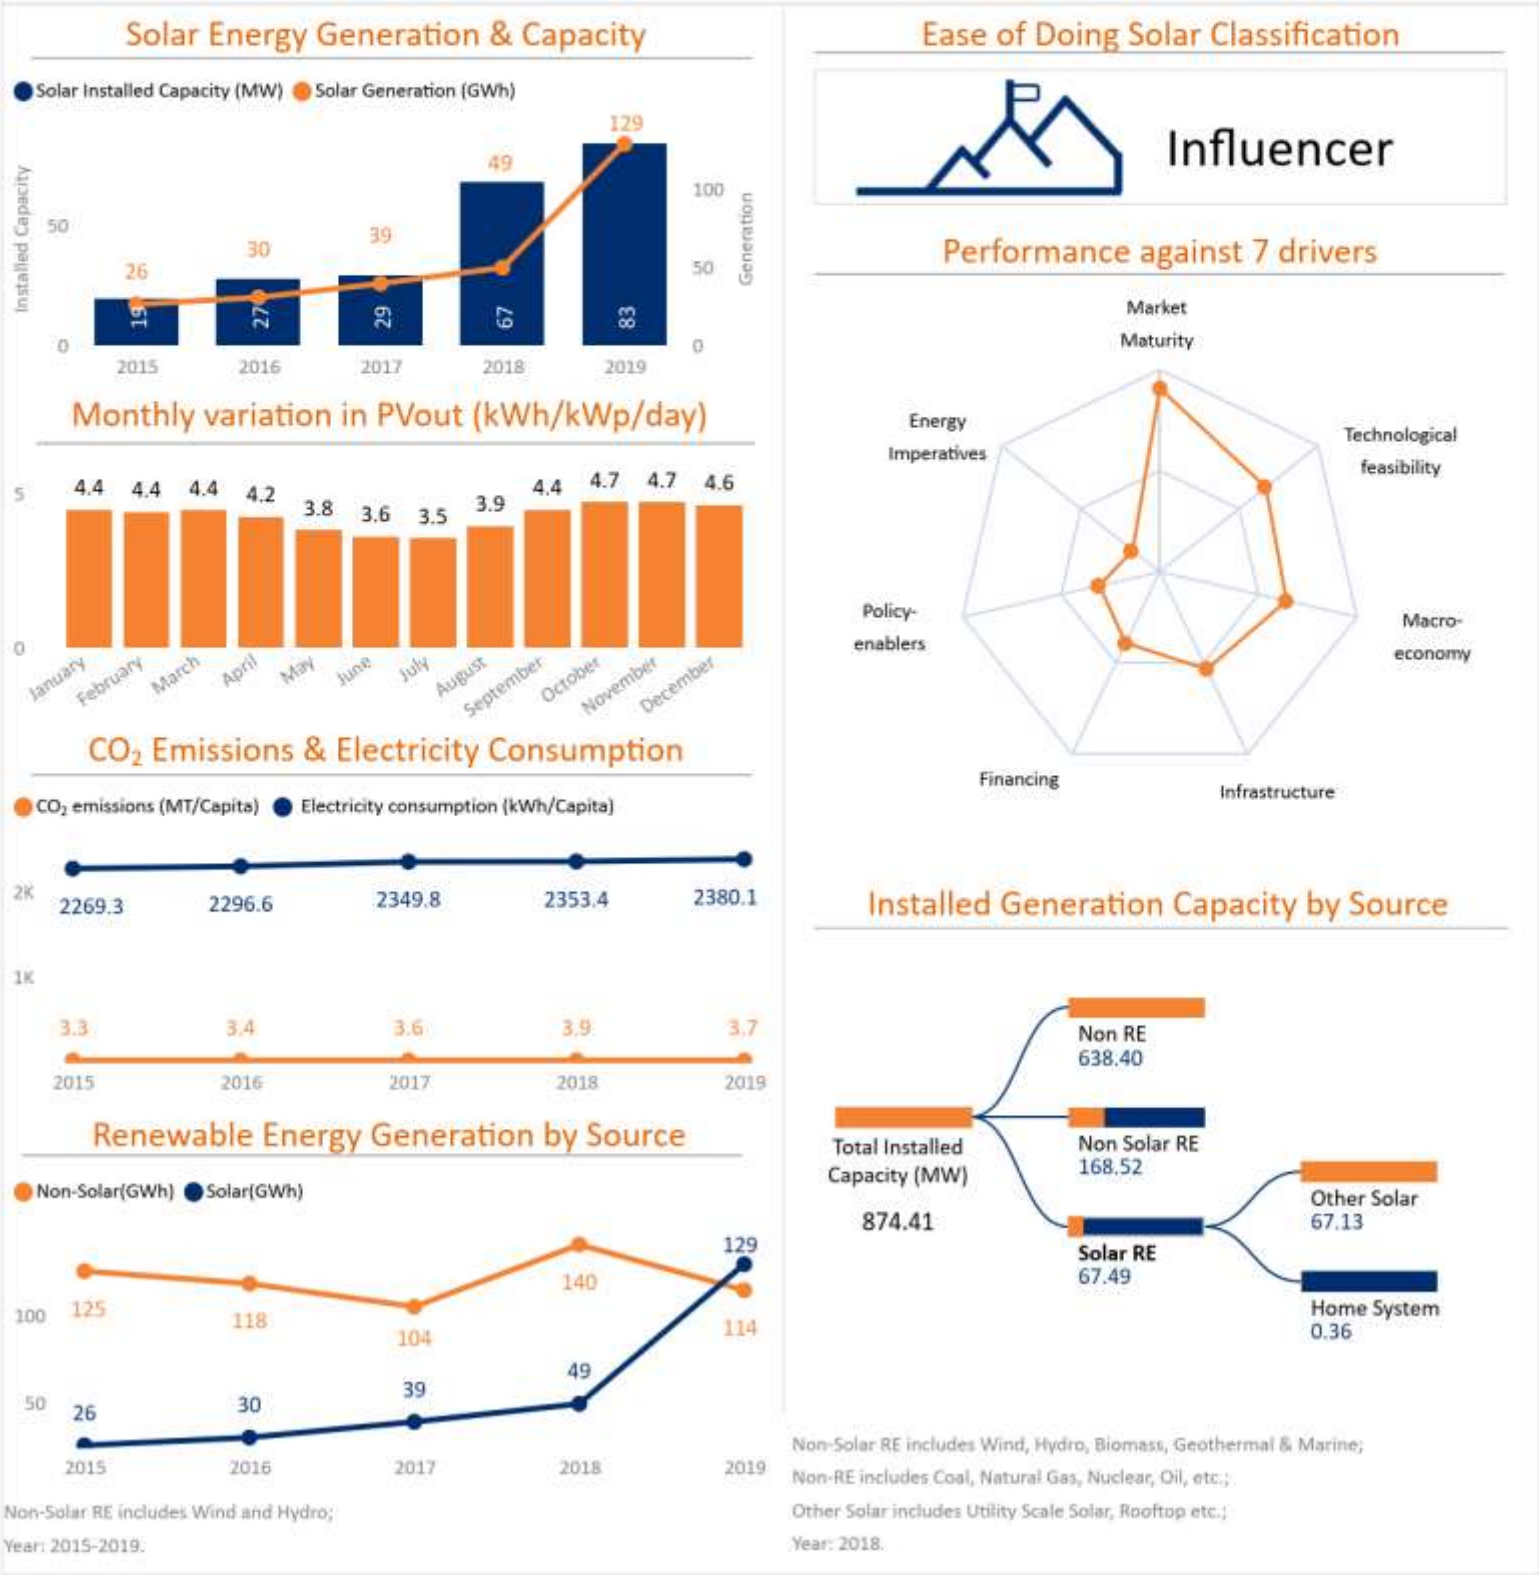 Solar Energy Generation & Capacity
Solar Installed Capacity (MW) Solar Generation (GWh)
Installed Capacity
Generation
50
0
100
50
0
26
30
39
49
129
19
27
29
67
83
2015 2016 2017 2018 2019
Monthly variation in PVout (kWh/kWp/day)
5
0
4.4 4.4 4.4 4.2 3.8 3.6 3.5 3.9 4.4 4.7 4.7 4.6
January February March April May June July August September October November December
CO₂ Emissions & Electricity Consumption
CO₂ emissions (MT/Capita) Electricity consumption (kWh/Capita)
2K
2269.3 2296.6 2349.8 2353.4 2380.1
1K
3.3 3.4 3.6 3.9 3.7
2015 2016 2017 2018 2019
Renewable Energy Generation by Source
Non-Solar(GWh) Solar(GWh)
100
50
125 118 104 140 114
26 30 39 49 129
2015 2016 2017 2018 2019
Non-Solar RE includes Wind and Hydro;
Year: 2015-2019.
Ease of Doing Solar Classification
Influencer
Performance against 7 drivers
Market
Maturity
Technological
feasibility
Macro-
economy
Infrastructure
Financing
Policy-
enablers
Energy
Imperatives
Installed Generation Capacity by Source
Total Installed
Capacity (MW)
874.41
Non RE
638.40
Non Solar RE
168.52
Solar RE
67.49
Other Solar
67.13
Home System
0.36
Non-Solar RE includes Wind, Hydro, Biomass, Geothermal & Marine;
Non-RE includes Coal, Natural Gas, Nuclear, Oil, etc.;
Other Solar includes Utility Scale Solar, Rooftop etc.;
Year: 2018.